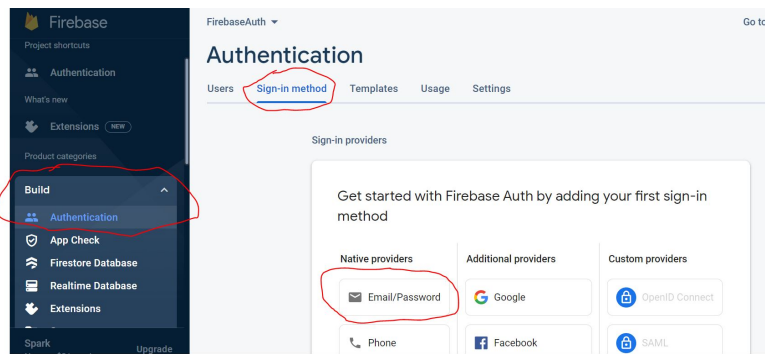 Firebase
Project shortcuts
Authentication
What's new
Extensions NEW
Product categories
Build
Authentication
App Check
Firestore Database
Realtime Database
Extensions
Spark
Upgrade
FirebaseAuth
Go to
Authentication
Users Sign-in method Templates Usage Settings
Sign-in providers
Get started with Firebase Auth by adding your first sign-in
method
Native providers Additional providers Custom providers
Email/Password Google OpenID Connect
Phone Facebook SAML